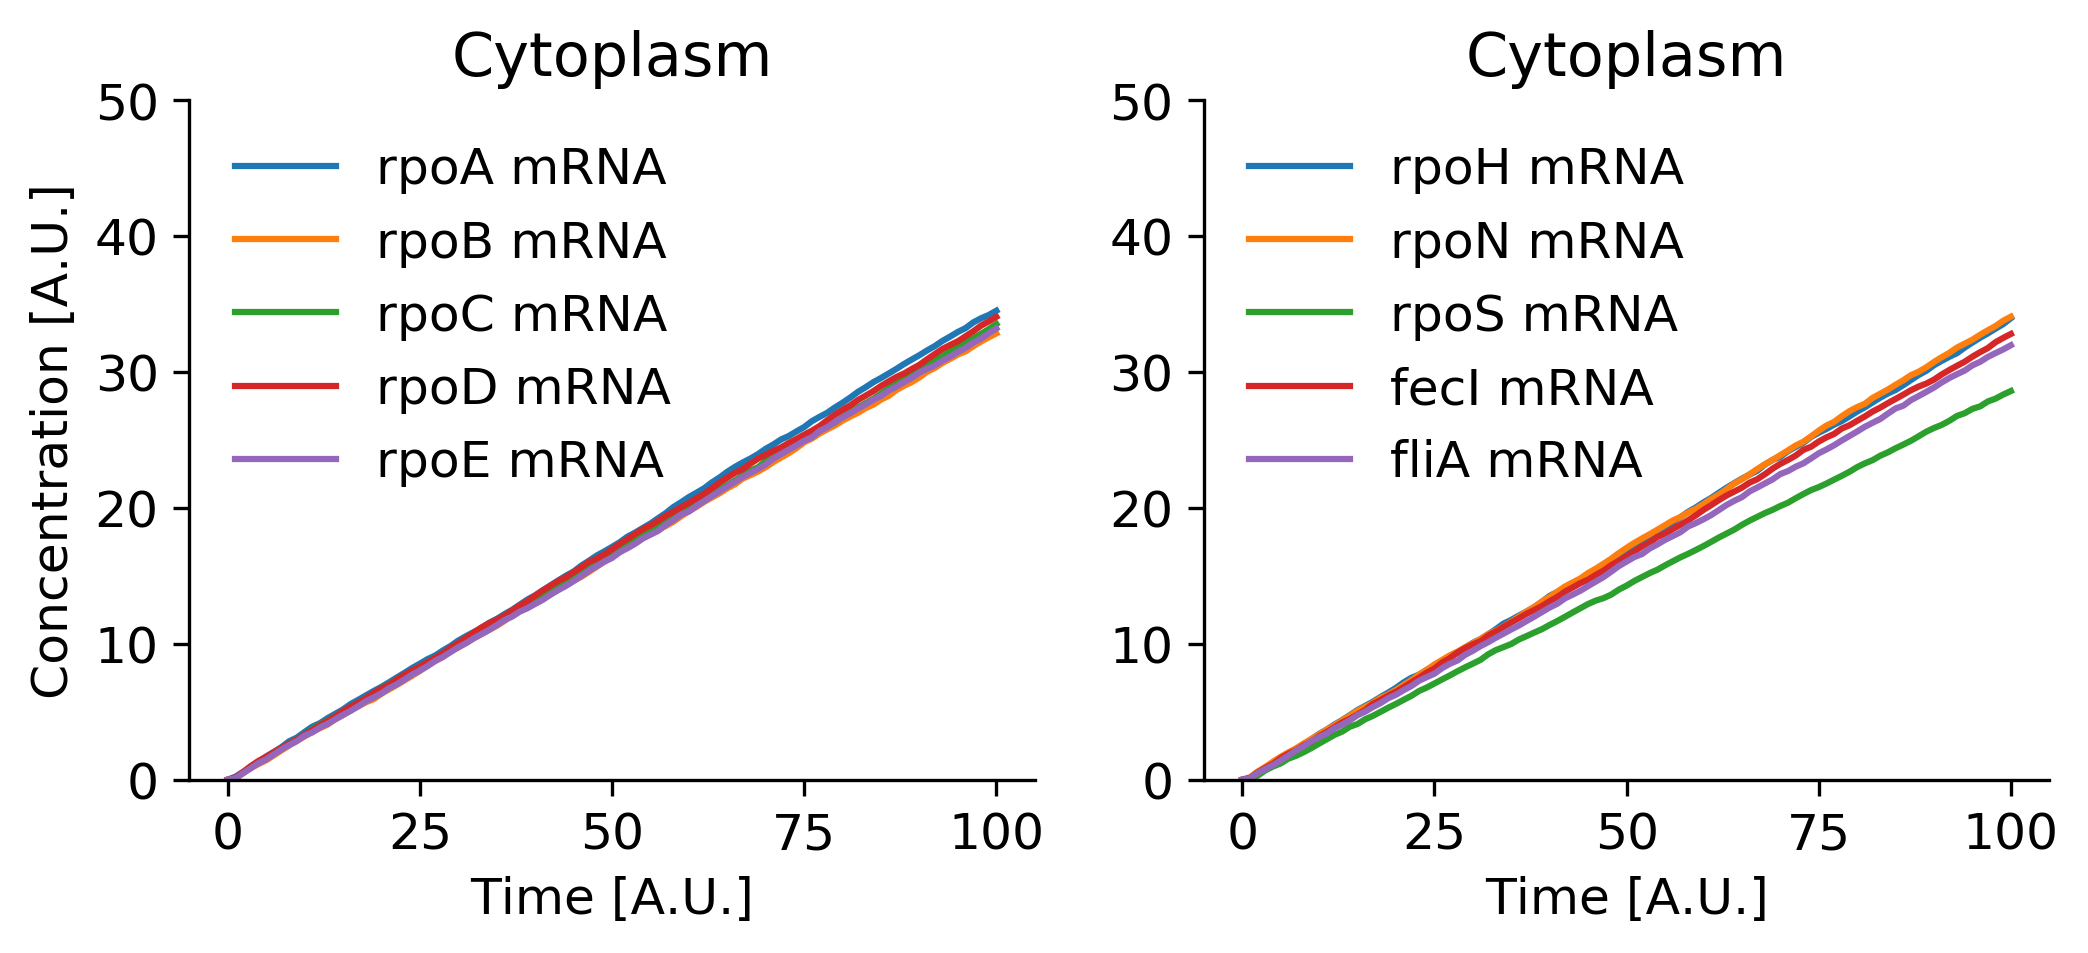 Cytoplasm
50
40
30
20
10
0
Concentration [A.U.]
rpoA mRNA
rpoB mRNA
rpoC mRNA
rpoD mRNA
rpoE mRNA
0 25 50 75 100
Time [A.U.]
Cytoplasm
50
40
30
20
10
0
rpoH mRNA
rpoN mRNA
rpoS mRNA
fecI mRNA
fliA mRNA
0 25 50 75 100
Time [A.U.]